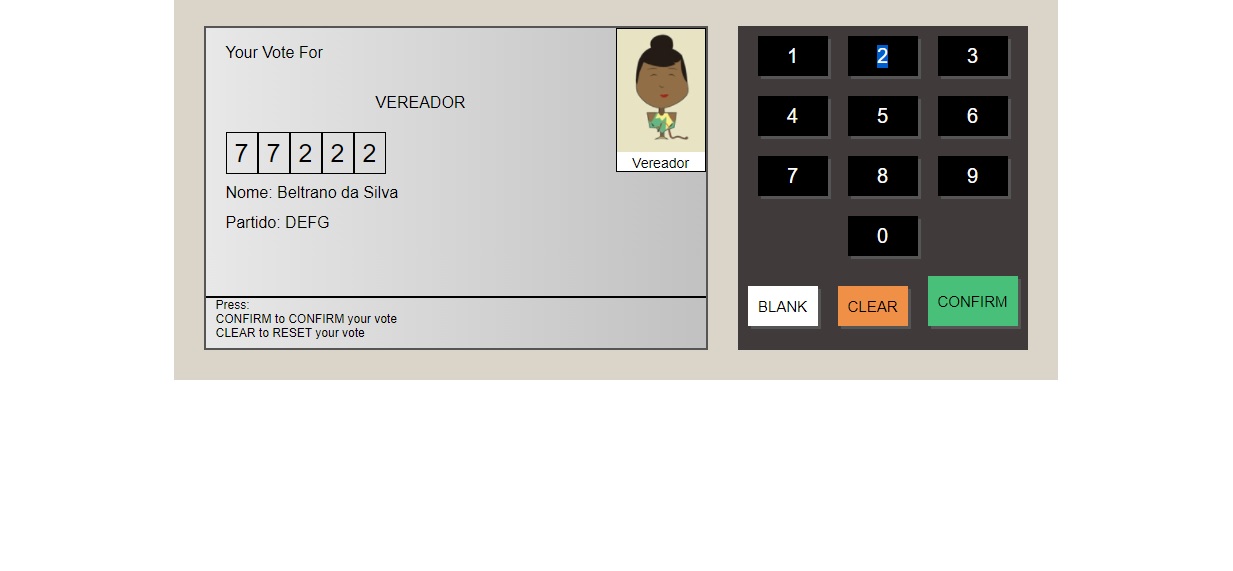 Your Vote For
VEREADOR
7 7 2 2 2
Nome: Beltrano da Silva
Partido: DEFG
Vereador
Press:
CONFIRM to CONFIRM your vote
CLEAR to RESET your vote
1 2 3
4 5 6
7 8 9
0
BLANK CLEAR CONFIRM